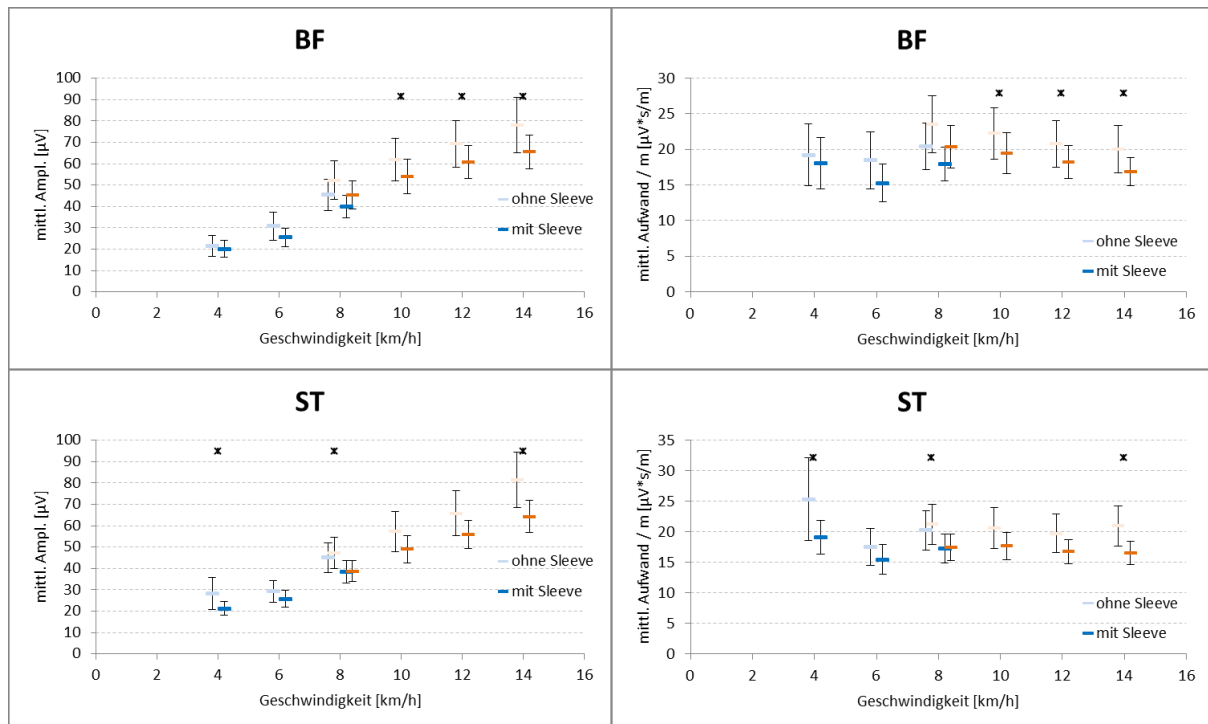 BF
mittl. Ampl. [µV]
100
90
80
70
60
50
40
30
20
10
0
0 2 4 6 8 10 12 14 16
Geschwindigkeit [km/h]
ohne Sleeve
mit Sleeve
BF
mittl. Aufwand / m [µV*s/m]
30
25
20
15
10
5
0
0 2 4 6 8 10 12 14 16
Geschwindigkeit [km/h]
ohne Sleeve
mit Sleeve
ST
mittl. Ampl. [µV]
100
90
80
70
60
50
40
30
20
10
0
0 2 4 6 8 10 12 14 16
Geschwindigkeit [km/h]
ohne Sleeve
mit Sleeve
ST
mittl. Aufwand / m [µV*s/m]
35
30
25
20
15
10
5
0
0 2 4 6 8 10 12 14 16
Geschwindigkeit [km/h]
ohne Sleeve
mit Sleeve